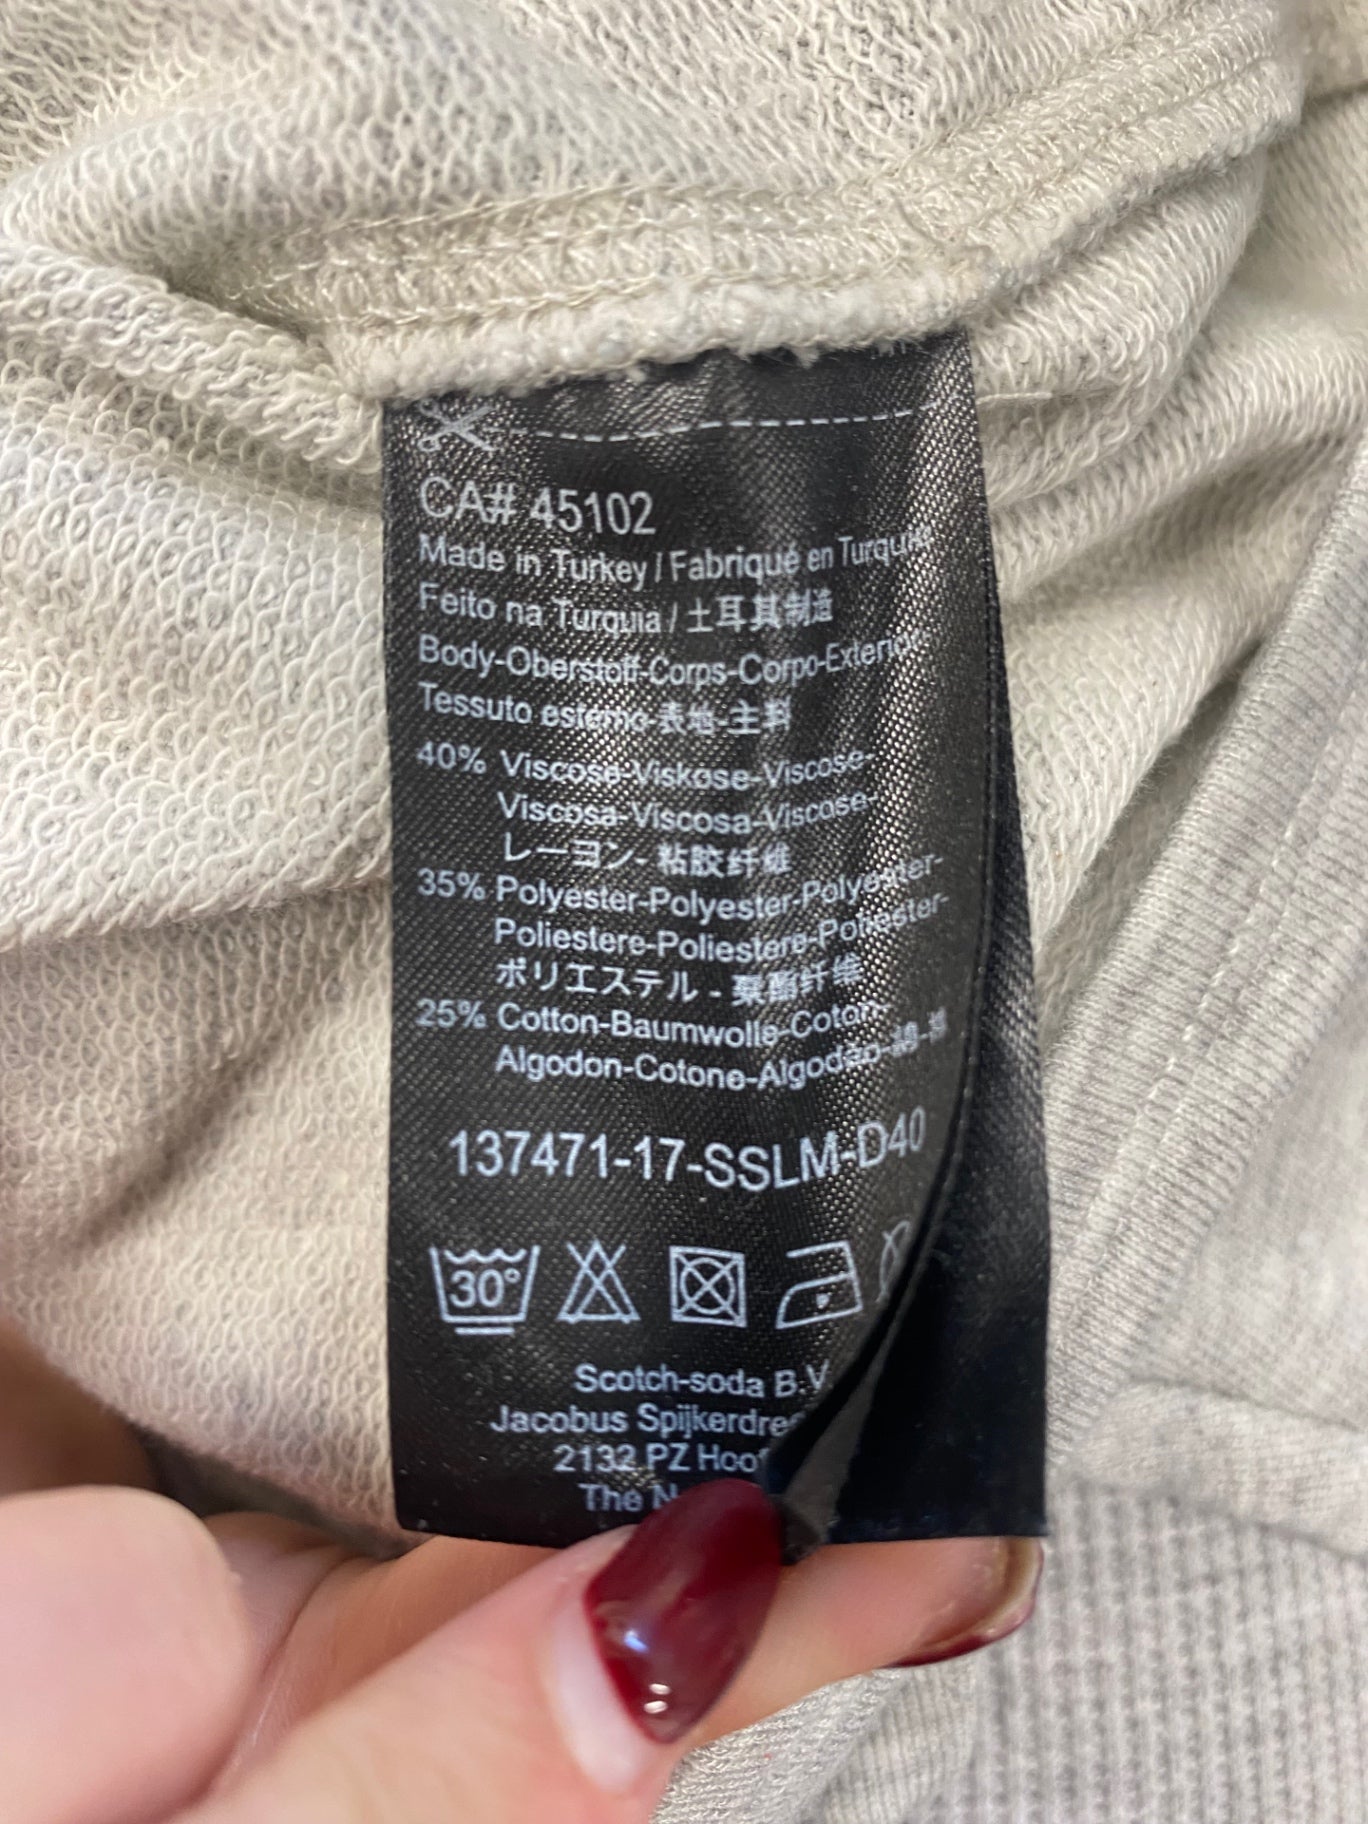 CA# 45102
Made in Turkey / Fabriqué en Turquie
Feito na Turquia / 土耳其制造
Body-Oberstoff-Corps-Corpo-Exterior-
Tessuto esterno-表地-主料
40% Viscose-Viskose-Viscose-
Viscosa-Viscosa-Viscose-
レーヨン- 粘胶纤维
35% Polyester-Polyester-Polyester-
Poliestere-Poliestere-Poliester-
ポリエステル - 聚酯纤维
25% Cotton-Baumwolle-Coton-
Algodon-Cotone-Algodao-綿-
137471-17-SSLM-D40
30°
Scotch-soda B.V
Jacobus
2132 PZ
The